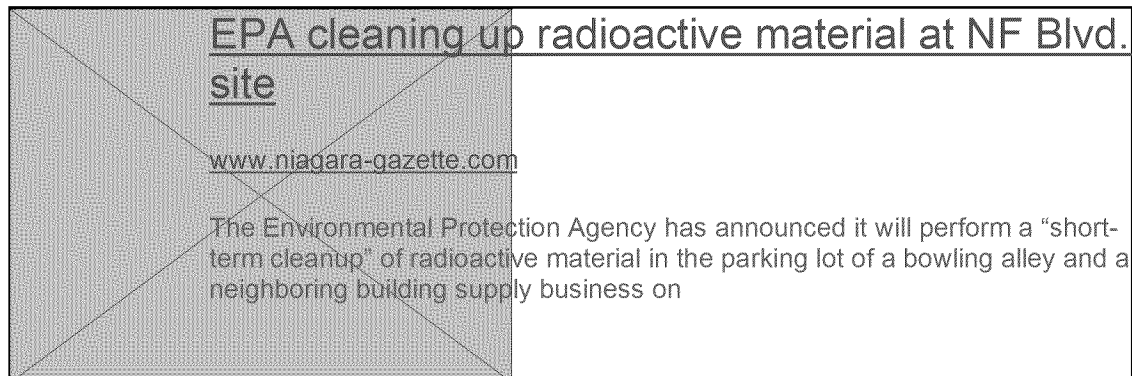 EPA cleaning up radioactive material at NF Blvd.
site
www.niagara-gazette.com
The Environmental Protection Agency has announced it will perform a “short-
term cleanup” of radioactive material in the parking lot of a bowling alley and a
neighboring building supply business on